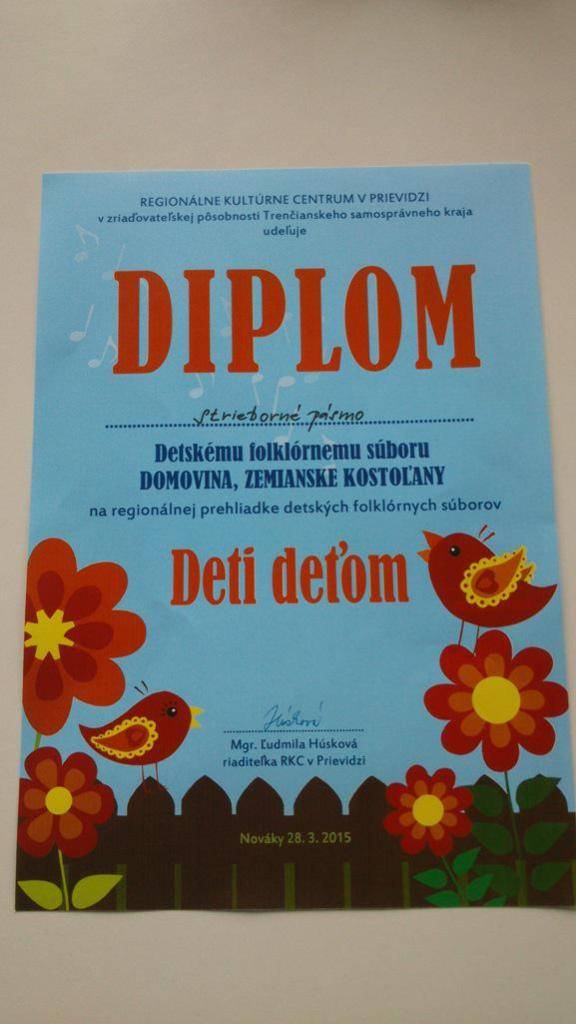 REGIONÁLNE KULTÚRNE CENTRUM V PRIEVIDZI
v zriaďovateľskej pôsobnosti Trenčianskeho samosprávneho kraja
udeľuje
DIPLOM
Strieborné pásmo
Detskému folklórnemu súboru
DOMOVINA, ZEMIANSKE KOSTOĽANY
na regionálnej prehliadke detských folklórnych súborov
Deti deťom
Húsková
Mgr. Ľudmila Húsková
riaditeľka RKC v Prievidzi
Nováky 28. 3. 2015